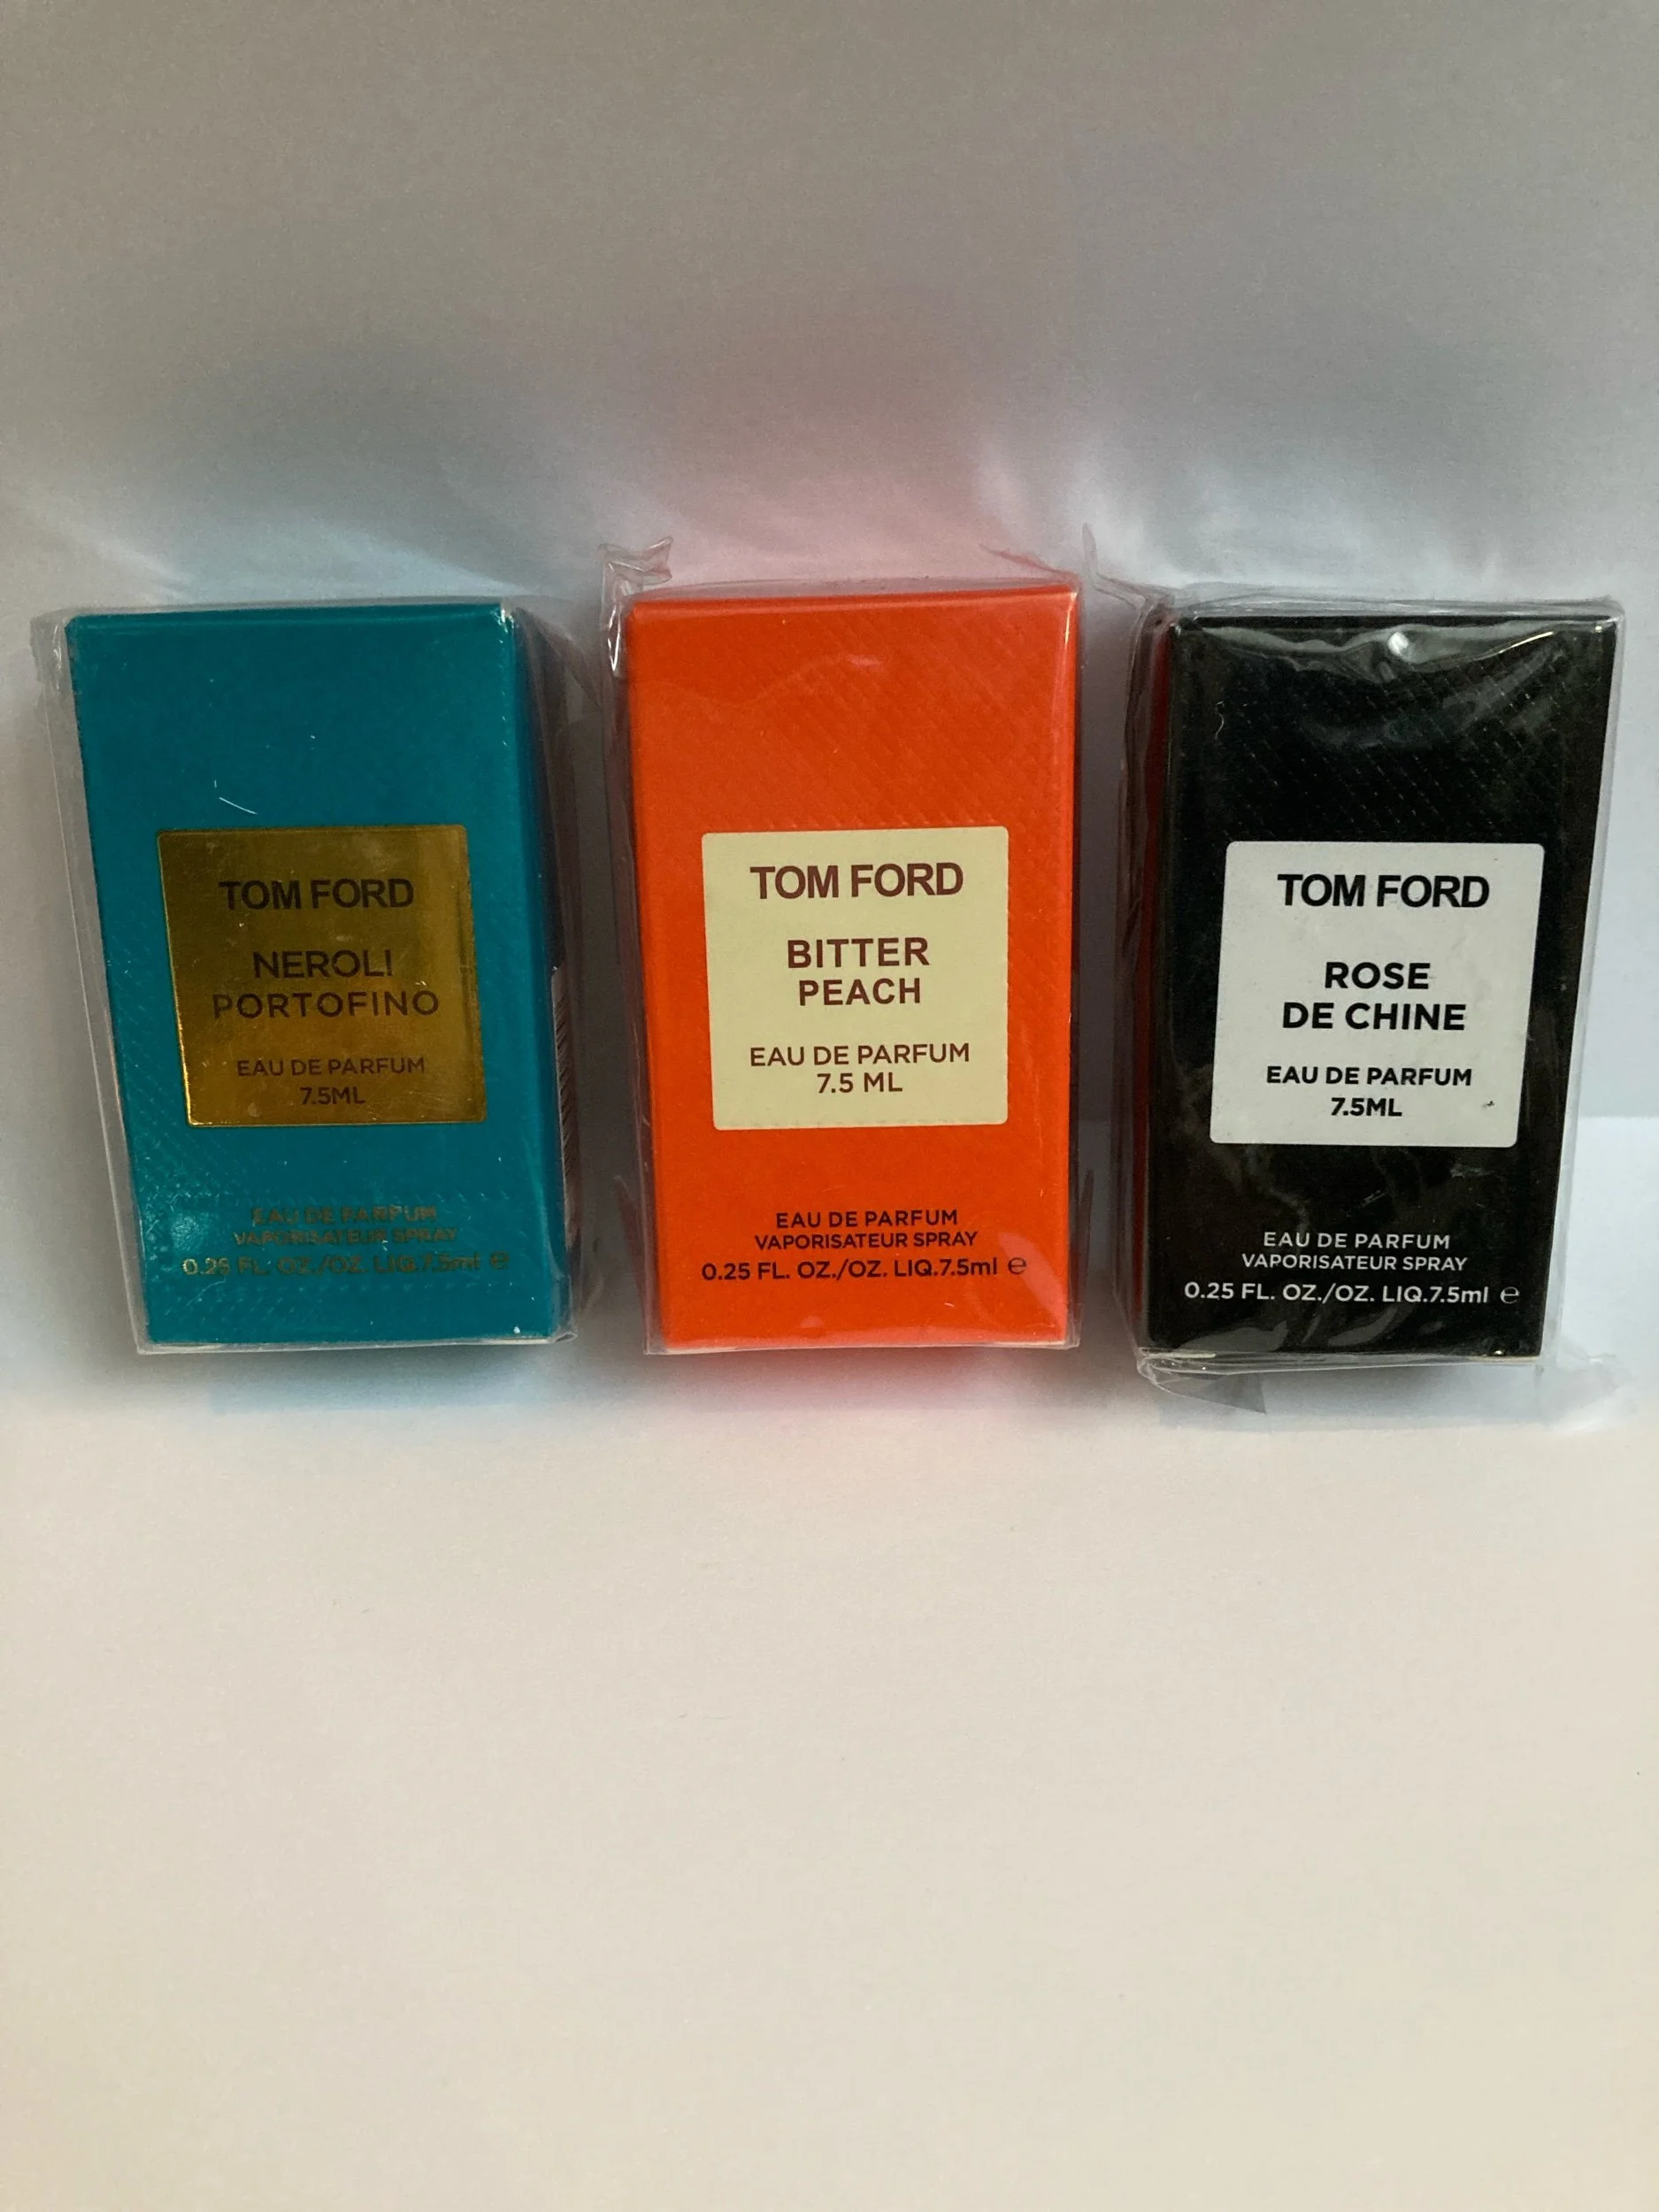 TOM FORD
NEROLI
PORTOFINO
EAU DE PARFUM
7.5ML
EAU DE PARFUM
VAPORISATEUR SPRAY
0.25 FL. OZ./OZ. LIQ.7.5ml e
TOM FORD
BITTER
PEACH
EAU DE PARFUM
7.5 ML
EAU DE PARFUM
VAPORISATEUR SPRAY
0.25 FL. OZ./OZ. LIQ.7.5ml e
TOM FORD
ROSE
DE CHINE
EAU DE PARFUM
7.5ML
EAU DE PARFUM
VAPORISATEUR SPRAY
0.25 FL. OZ./OZ. LIQ.7.5ml e